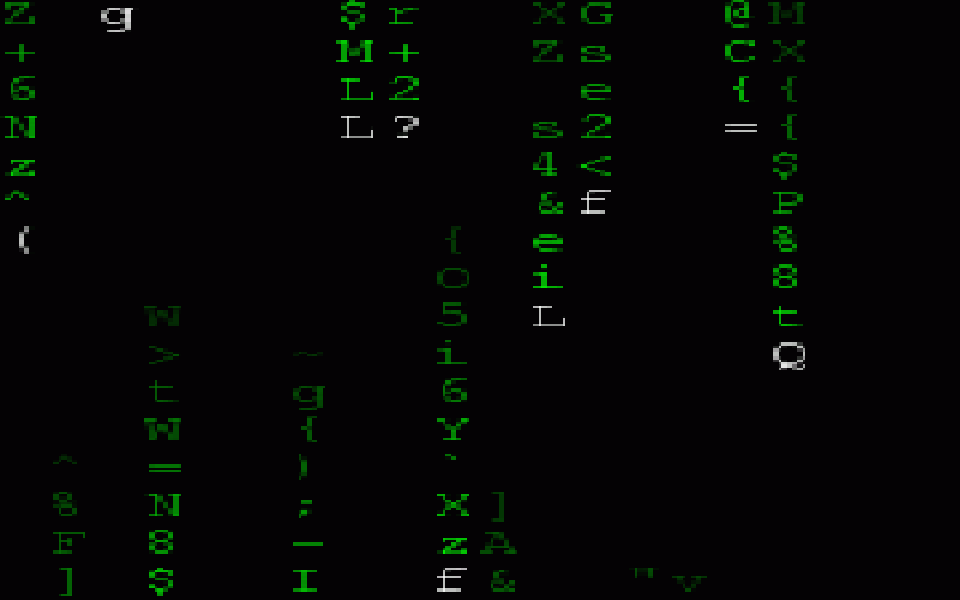 Z g $ r X G @ M
+ M + Z s C X
6 L 2 e { {
N L ? s 2 = {
z 4 < $
^ & £ P
( { e 8
O i 8
W 5 L t
> ~ i Q
t g 6
W { Y
^ = ) `
8 N ; X ]
F 8 — z A
] $ I £ & " v